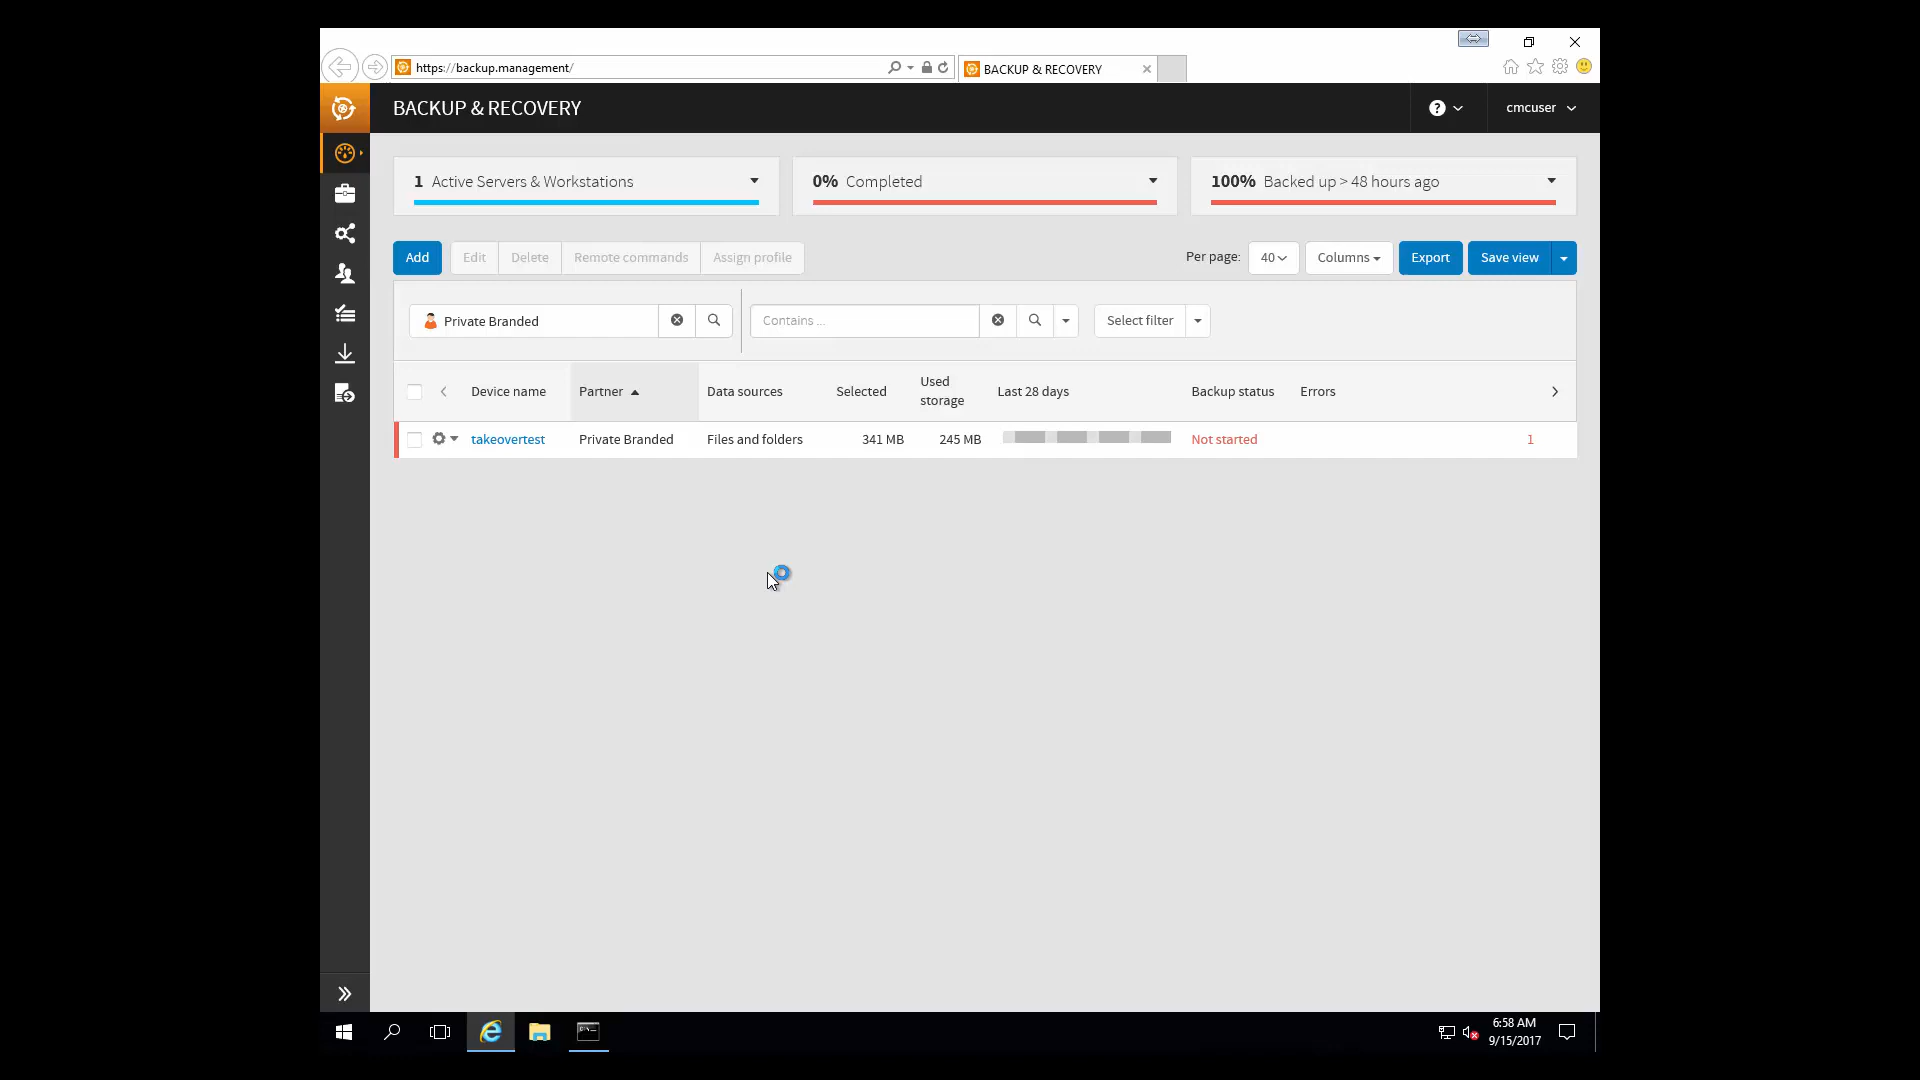 https://backup.management/
BACKUP & RECOVERY
BACKUP & RECOVERY
cmcuser
1 Active Servers & Workstations
0% Completed
100% Backed up > 48 hours ago
Add
Edit
Delete
Remote commands
Assign profile
Per page:
40
Columns
Export
Save view
Private Branded
Contains ...
Select filter
Device name
Partner
Data sources
Selected
Used
storage
Last 28 days
Backup status
Errors
takeovertest
Private Branded
Files and folders
341 MB
245 MB
Not started
1
6:58 AM
9/15/2017